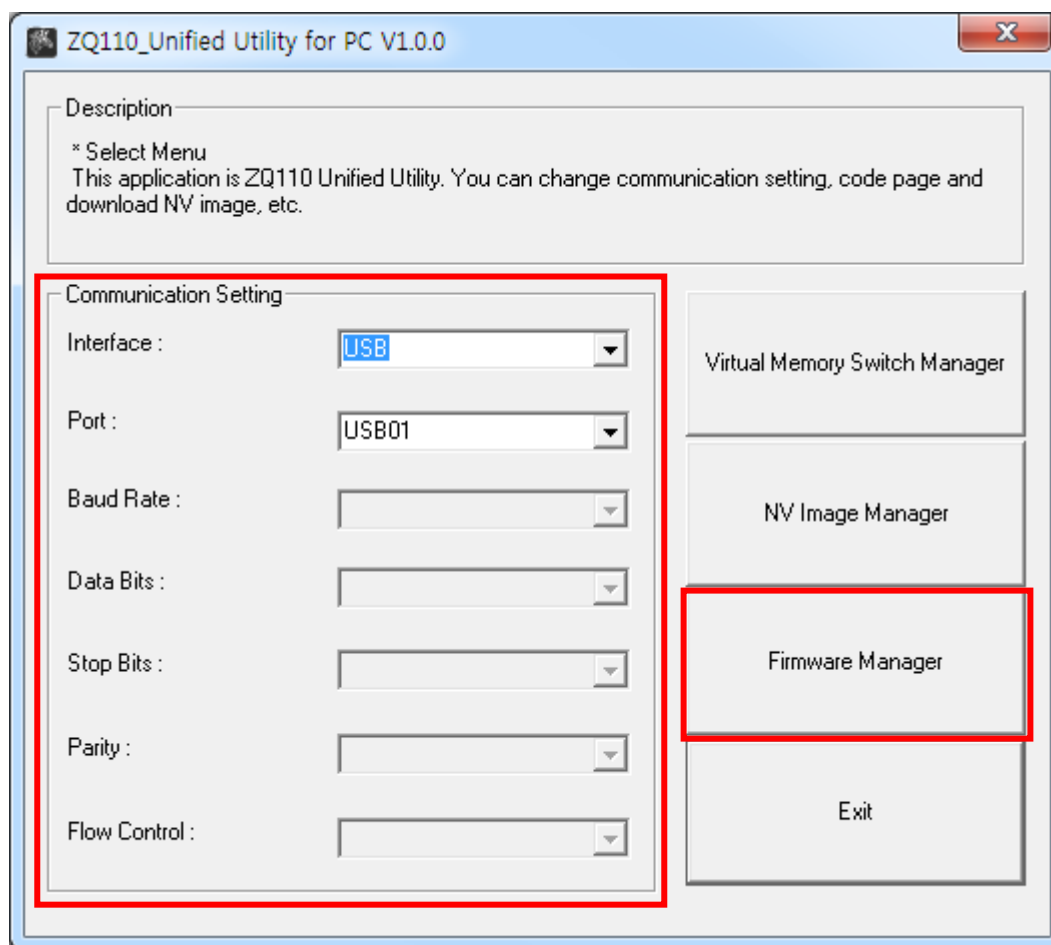 ZQ110_Unified Utility for PC V1.0.0
Description
* Select Menu
This application is ZQ110 Unified Utility. You can change communication setting, code page and
download NV image, etc.
Communication Setting
Interface :
USB
Port :
USB01
Baud Rate :
Data Bits :
Stop Bits :
Parity :
Flow Control :
Virtual Memory Switch Manager
NV Image Manager
Firmware Manager
Exit